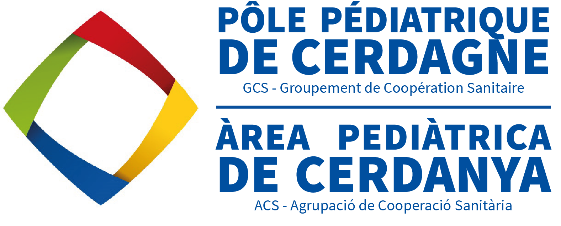 PÔLE PÉDIATRIQUE
DE CERDAGNE
GCS - Groupement de Coopération Sanitaire
ÀREA PEDIÀTRICA
DE CERDANYA
ACS - Agrupació de Cooperació Sanitària